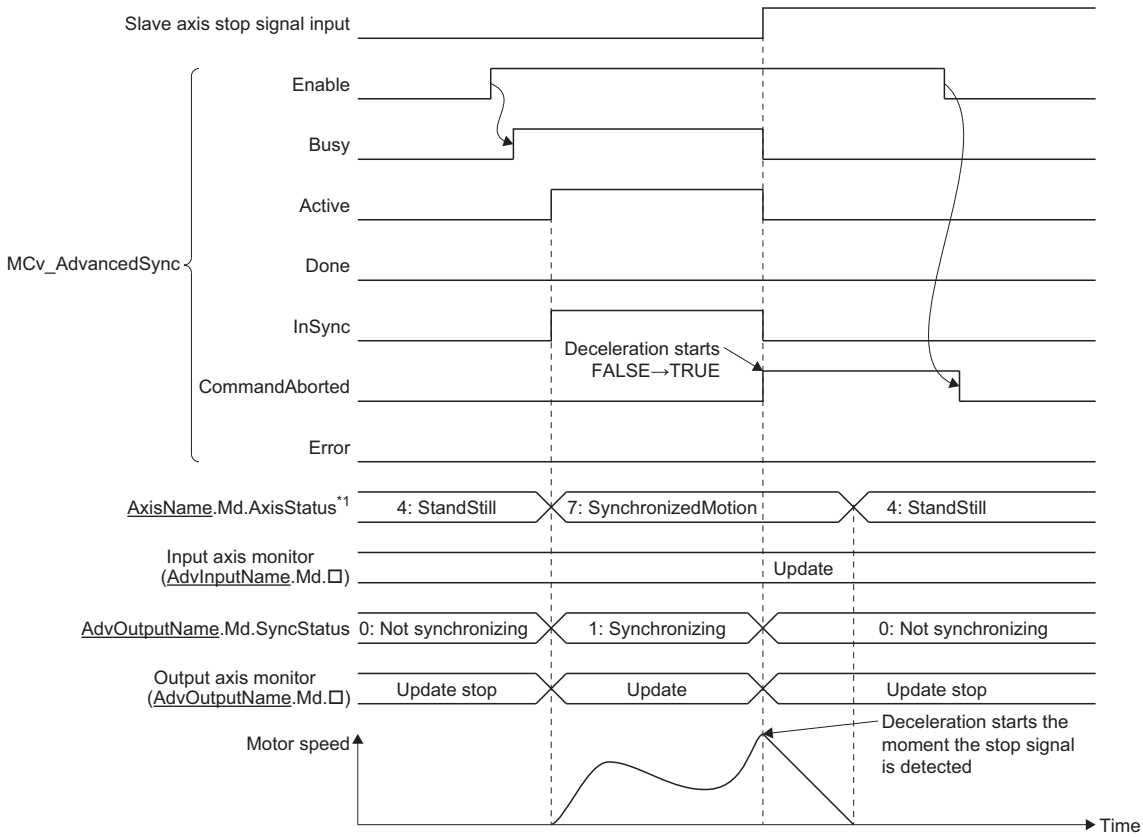 Slave axis stop signal input
Enable
Busy
Active
MCv_AdvancedSync
Done
InSync
Deceleration starts
FALSE→TRUE
CommandAborted
Error
AxisName.Md.AxisStatus*1
4: StandStill
7: SynchronizedMotion
4: StandStill
Input axis monitor
(AdvInputName.Md.□)
Update
AdvOutputName.Md.SyncStatus
0: Not synchronizing
1: Synchronizing
0: Not synchronizing
Output axis monitor
(AdvOutputName.Md.□)
Update stop
Update
Update stop
Motor speed
Deceleration starts the
moment the stop signal
is detected
Time